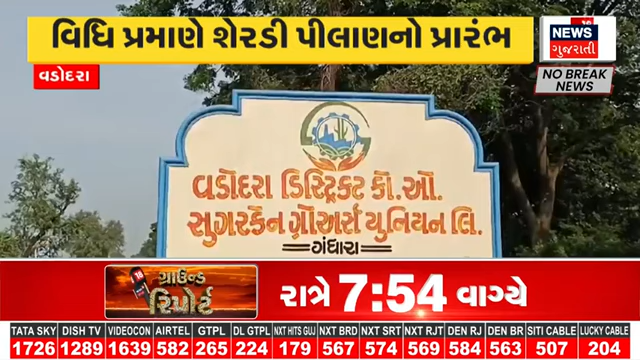 વિધિ પ્રમાણે શેરડી પીલાણનો પ્રારંભ
18
NEWS
ગુજરાતી
NO BREAK
NEWS
વડોદરા
વડોદરા ડિસ્ટ્રિકટ કૉ.ઓ.
સુગરકેન ગ્રોઅર્સ યુનિયન લિ.
ગંધારા
18
ગ્રાઉન્ડ
રિપોર્ટ
રાત્રે 7:54 વાગ્યે
TATA SKY DISH TV VIDEOCON AIRTEL GTPL DL GTPL NXT HITS GUJ NXT BRD NXT SRT NXT RJT DEN RJ DEN BR SITI CABLE LUCKY CABLE
1726 1289 1639 582 265 224 179 567 574 569 584 563 507 204